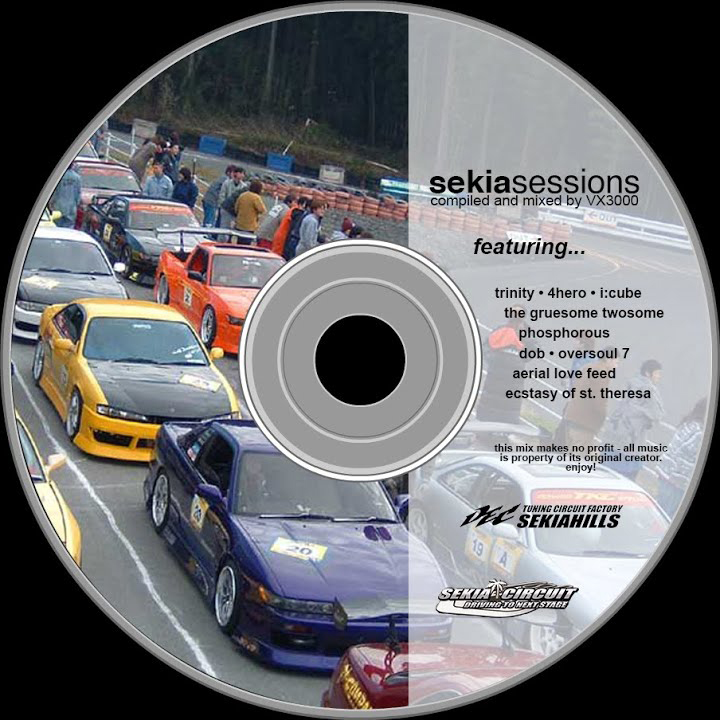 sekiasessions
compiled and mixed by VX3000
featuring...
trinity • 4hero • i:cube
the gruesome twosome
phosphorous
dob • oversoul 7
aerial love feed
ecstasy of st. theresa
this mix makes no profit - all music
is property of its original creator.
enjoy!
TUNING CIRCUIT FACTORY
SEKIAHILLS
SEKIA CIRCUIT
DRIVING TO NEXT STAGE
20
19 A